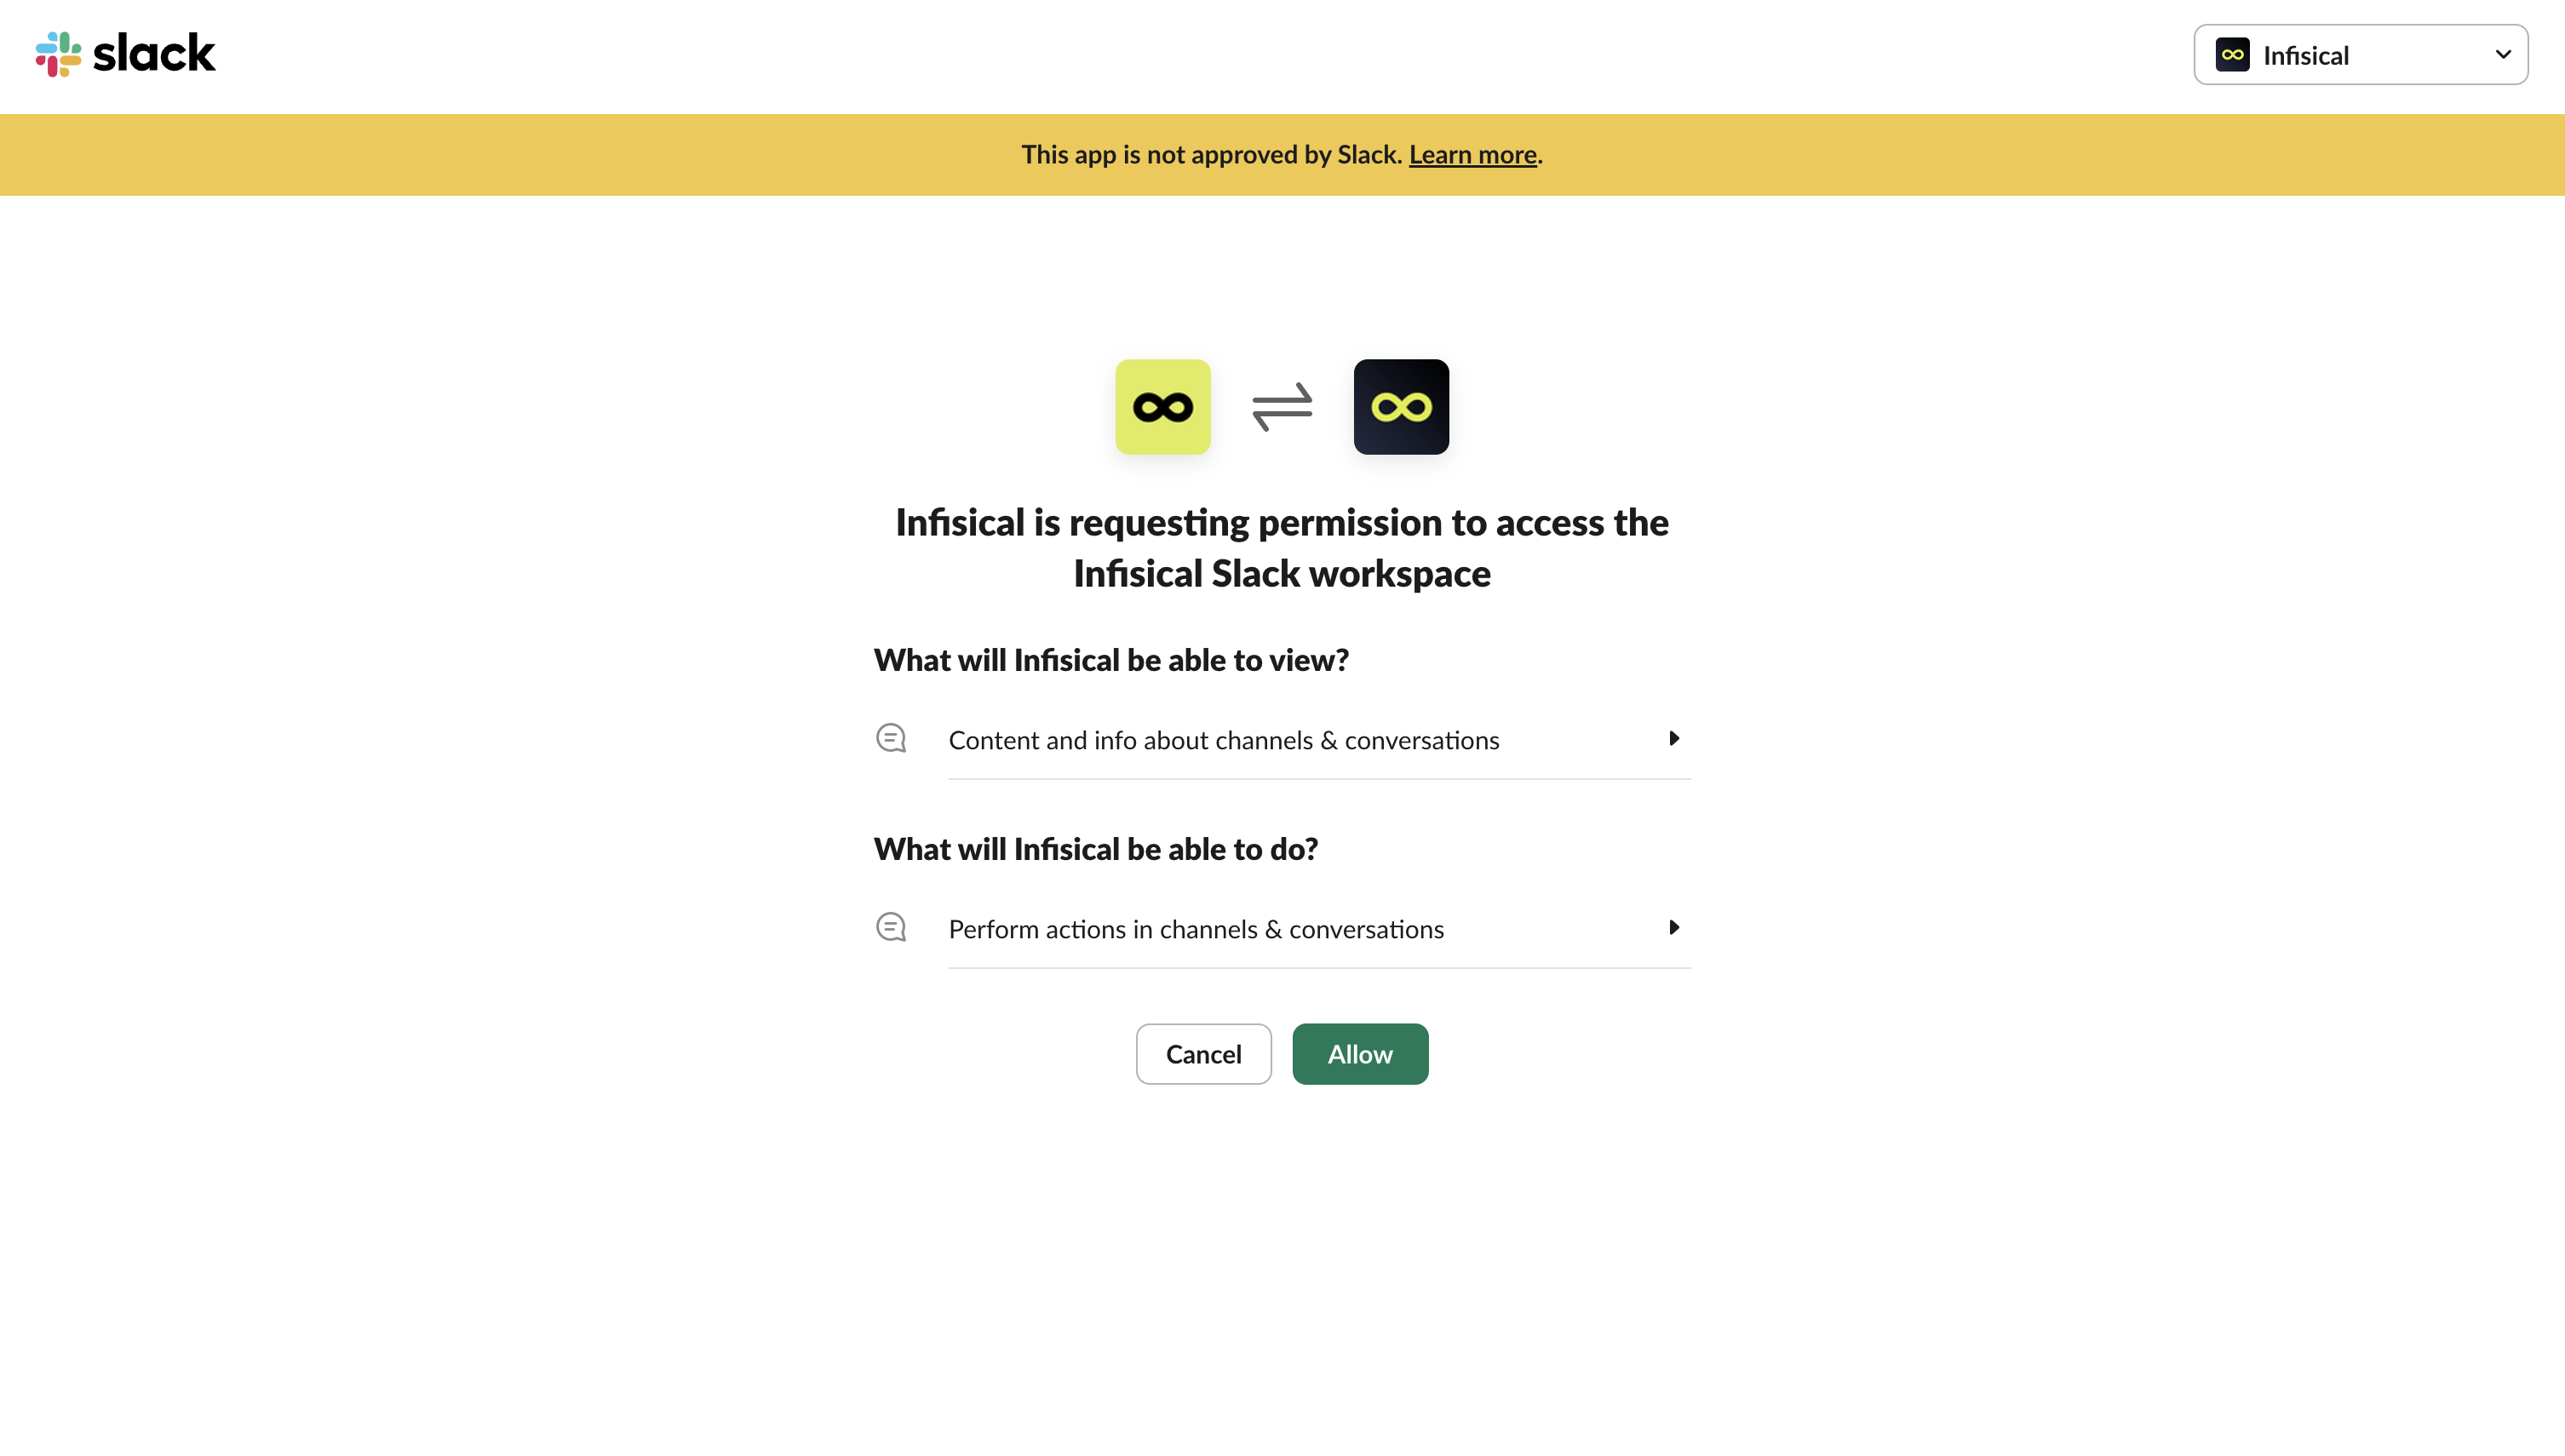 slack
Infisical
This app is not approved by Slack. Learn more.
Infisical is requesting permission to access the
Infisical Slack workspace
What will Infisical be able to view?
Content and info about channels & conversations
What will Infisical be able to do?
Perform actions in channels & conversations
Cancel
Allow